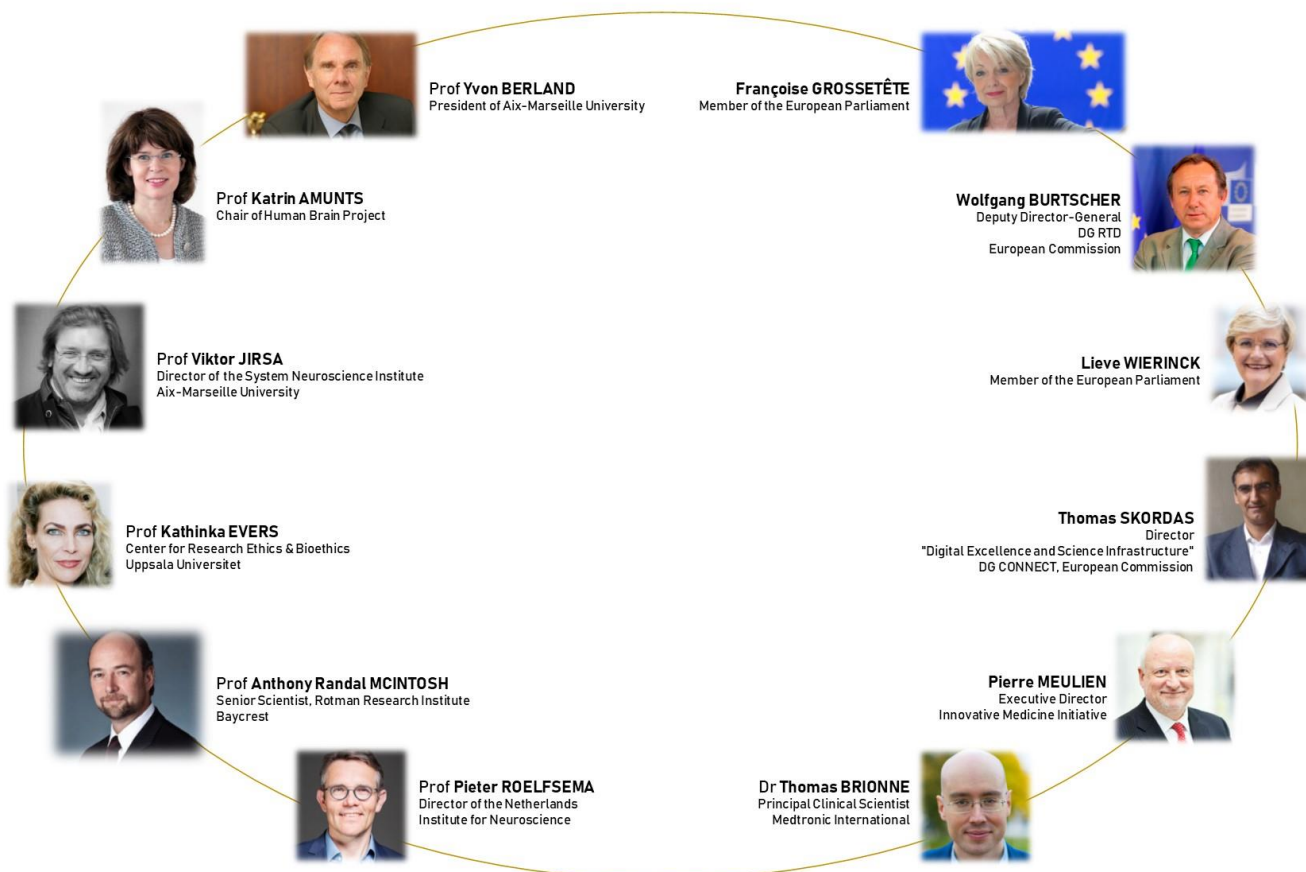 Prof Yvon BERLAND
President of Aix-Marseille University
Françoise GROSSETÊTE
Member of the European Parliament
Prof Katrin AMUNTS
Chair of Human Brain Project
Wolfgang BURTSCHER
Deputy Director-General
DG RTD
European Commission
Prof Viktor JIRSA
Director of the System Neuroscience Institute
Aix-Marseille University
Lieve WIERINCK
Member of the European Parliament
Prof Kathinka EVERS
Center for Research Ethics & Bioethics
Uppsala Universitet
Thomas SKORDAS
Director
"Digital Excellence and Science Infrastructure"
DG CONNECT, European Commission
Prof Anthony Randal MCINTOSH
Senior Scientist, Rotman Research Institute
Baycrest
Pierre MEULIEN
Executive Director
Innovative Medicine Initiative
Prof Pieter ROELFSEMA
Director of the Netherlands
Institute for Neuroscience
Dr Thomas BRIONNE
Principal Clinical Scientist
Medtronic International